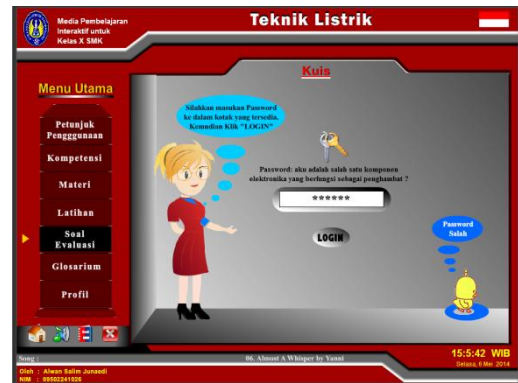 Media Pembelajaran
Interaktif untuk
Kelas X SMK
Teknik Listrik
Menu Utama
Petunjuk
Pengggunaan
Kompetensi
Materi
Latihan
Soal
Evaluasi
Glosarium
Profil
Kuis
Silahkan masukan Password
ke dalam kotak yang tersedia.
Kemudian Klik "LOGIN"
Password: aku adalah salah satu komponen
elektronika yang berfungsi sebagai penghambat ?
******
LOGIN
Password
Salah
Song :
06. Almost A Whisper by Yanni
15:5:42 WIB
Selasa, 6 Mei 2014
Oleh : Alwan Salim Junaedi
NIM : 09502241026